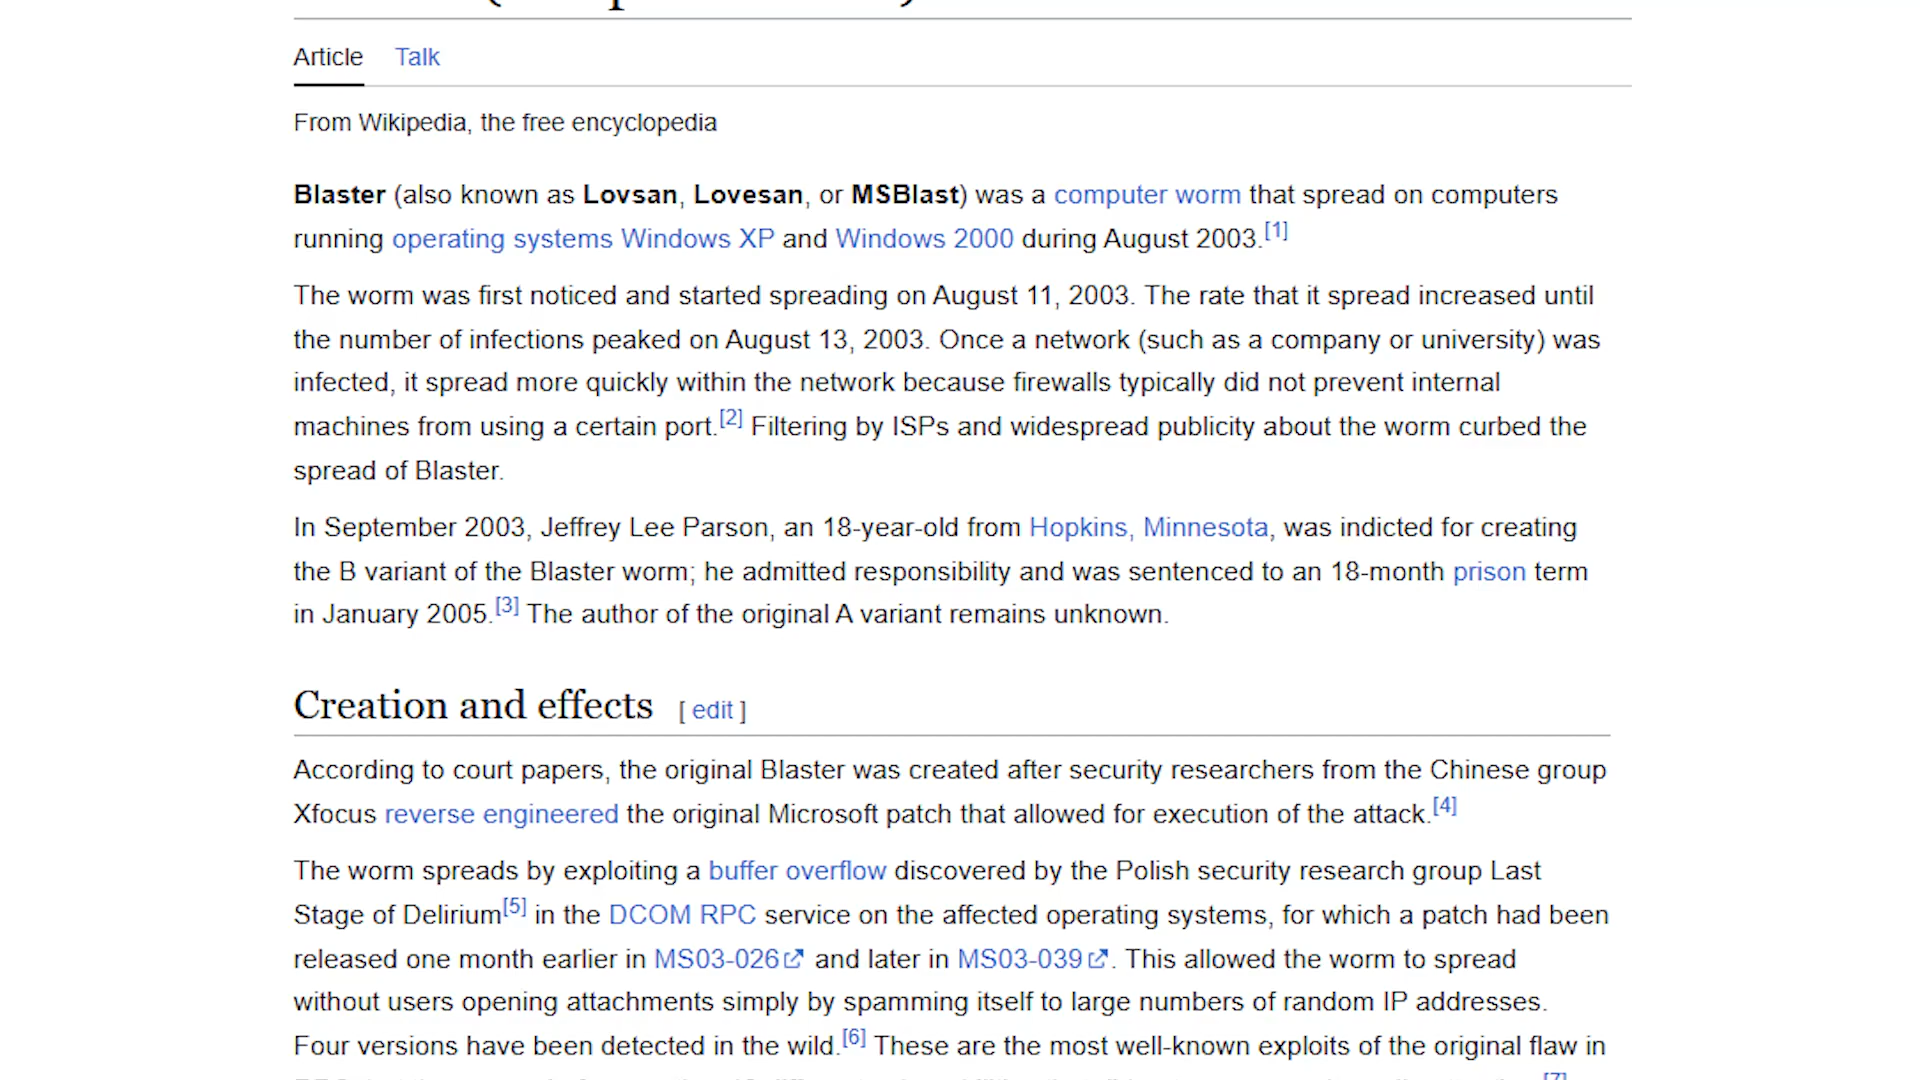 Article Talk
From Wikipedia, the free encyclopedia
Blaster (also known as Lovsan, Lovesan, or MSBlast) was a computer worm that spread on computers
running operating systems Windows XP and Windows 2000 during August 2003.[1]
The worm was first noticed and started spreading on August 11, 2003. The rate that it spread increased until
the number of infections peaked on August 13, 2003. Once a network (such as a company or university) was
infected, it spread more quickly within the network because firewalls typically did not prevent internal
machines from using a certain port.[2] Filtering by ISPs and widespread publicity about the worm curbed the
spread of Blaster.
In September 2003, Jeffrey Lee Parson, an 18-year-old from Hopkins, Minnesota, was indicted for creating
the B variant of the Blaster worm; he admitted responsibility and was sentenced to an 18-month prison term
in January 2005.[3] The author of the original A variant remains unknown.
Creation and effects [ edit ]
According to court papers, the original Blaster was created after security researchers from the Chinese group
Xfocus reverse engineered the original Microsoft patch that allowed for execution of the attack.[4]
The worm spreads by exploiting a buffer overflow discovered by the Polish security research group Last
Stage of Delirium[5] in the DCOM RPC service on the affected operating systems, for which a patch had been
released one month earlier in MS03-026 and later in MS03-039. This allowed the worm to spread
without users opening attachments simply by spamming itself to large numbers of random IP addresses.
Four versions have been detected in the wild.[6] These are the most well-known exploits of the original flaw in
[7]